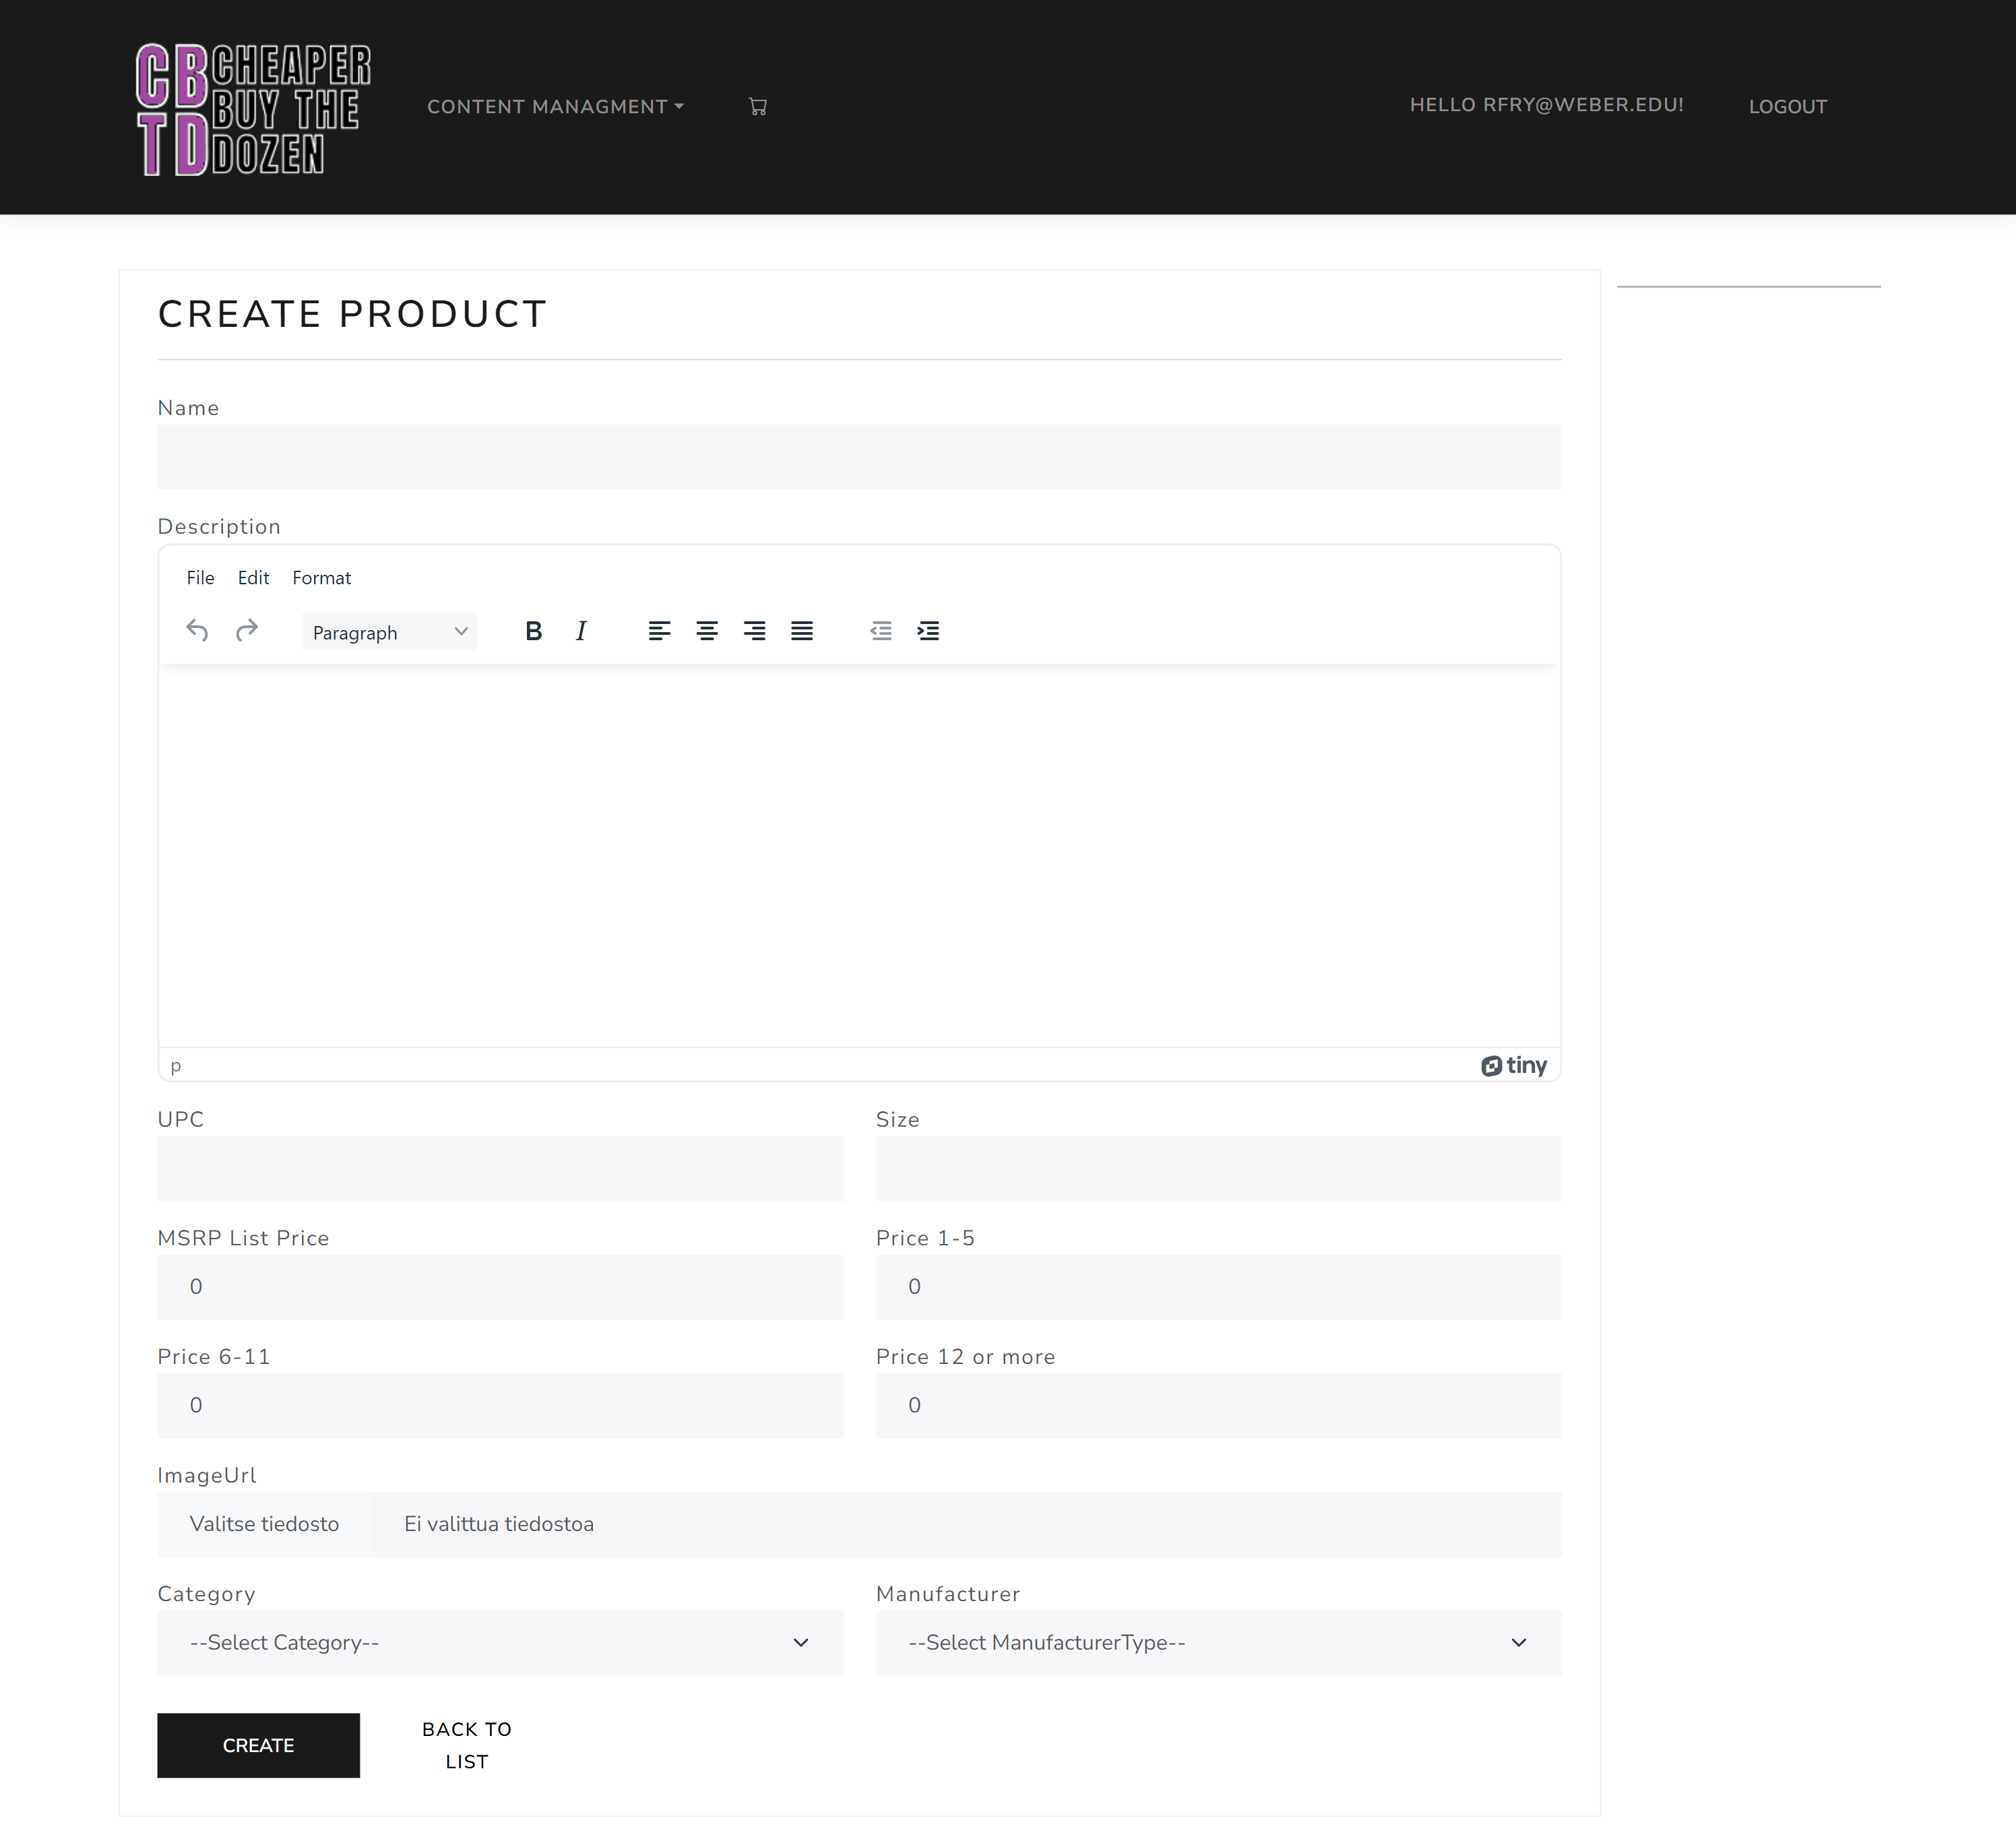 CB CHEAPER
BUY THE
TD DOZEN
CONTENT MANAGMENT
HELLO RFRY@WEBER.EDU!
LOGOUT
CREATE PRODUCT
Name
Description
File Edit Format
Paragraph B I
p
tiny
UPC
Size
MSRP List Price
Price 1-5
0
0
Price 6-11
Price 12 or more
0
0
ImageUrl
Valitse tiedosto Ei valittua tiedostoa
Category
Manufacturer
--Select Category--
--Select ManufacturerType--
CREATE
BACK TO
LIST